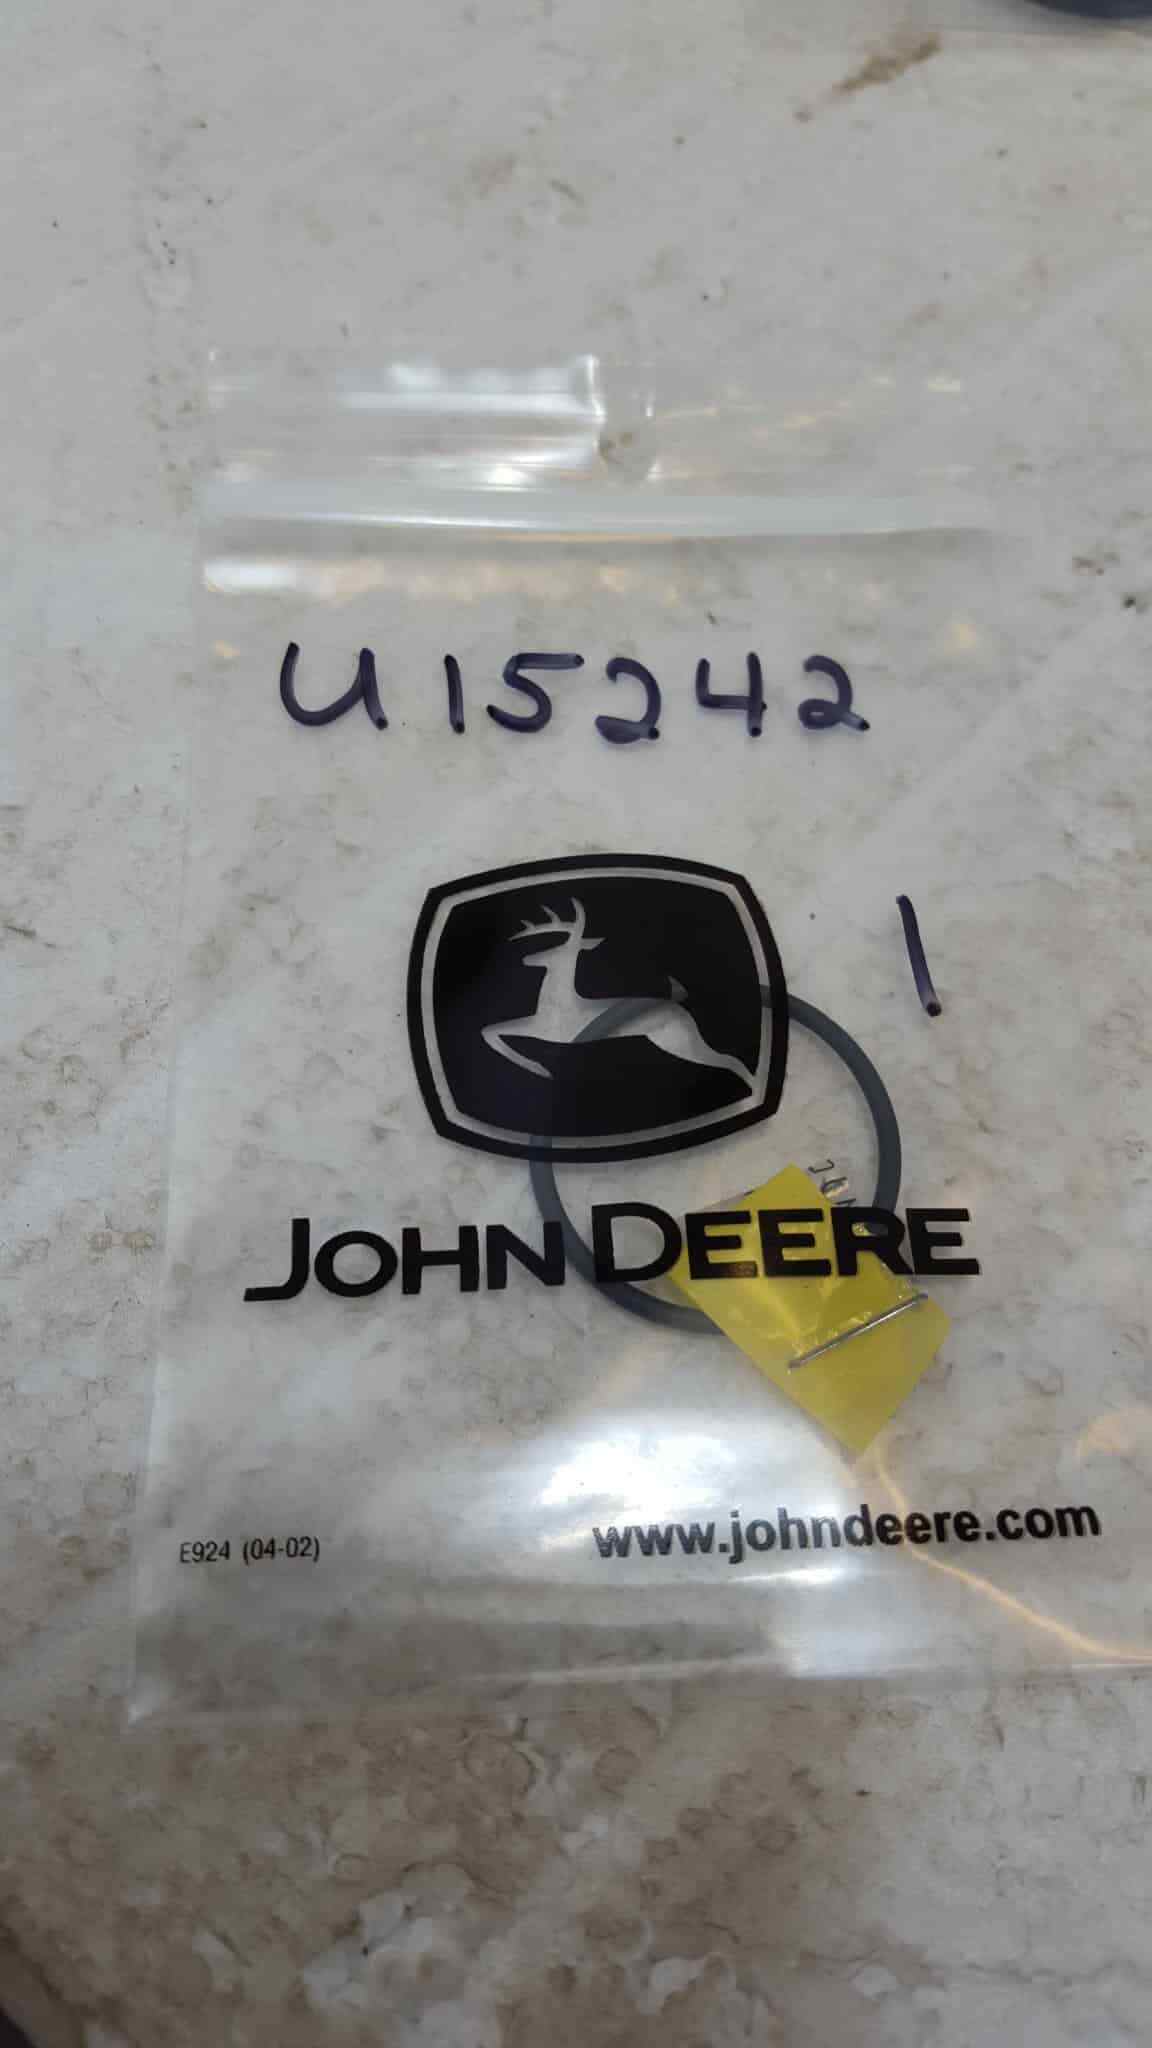 U15242
1
JOHN DEERE
www.johndeere.com
E924 (04-02)